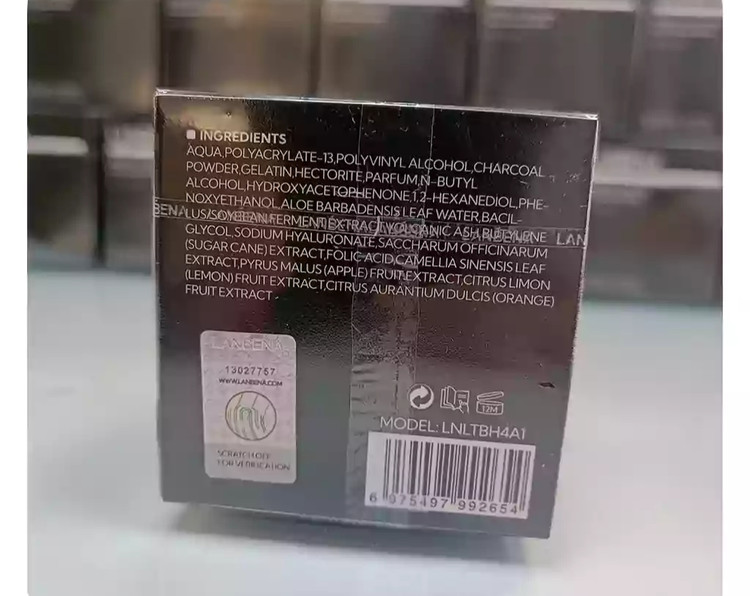 INGREDIENTS
AQUA,POLYACRYLATE-13,POLYVINYL ALCOHOL,CHARCOAL
POWDER,GELATIN,HECTORITE,PARFUM,N-BUTYL
ALCOHOL,HYDROXYACETOPHENONE,1,2-HEXANEDIOL,PHE-
NOXYETHANOL,ALOE BARBADENSIS LEAF WATER,BACIL-
LUS/SOYBEAN FERMENT EXTRACT,VOLCANIC ASH,BUTYLENE
GLYCOL,SODIUM HYALURONATE,SACCHARUM OFFICINARUM
(SUGAR CANE) EXTRACT,FOLIC ACID,CAMELLIA SINENSIS LEAF
EXTRACT,PYRUS MALUS (APPLE) FRUIT EXTRACT,CITRUS LIMON
(LEMON) FRUIT EXTRACT,CITRUS AURANTIUM DULCIS (ORANGE)
FRUIT EXTRACT
LANBENA
13027757
WWW.LANBENA.COM
SCRATCH OFF
FOR VERIFICATION
12M
MODEL: LNLTBH4A1
6 975497 992654